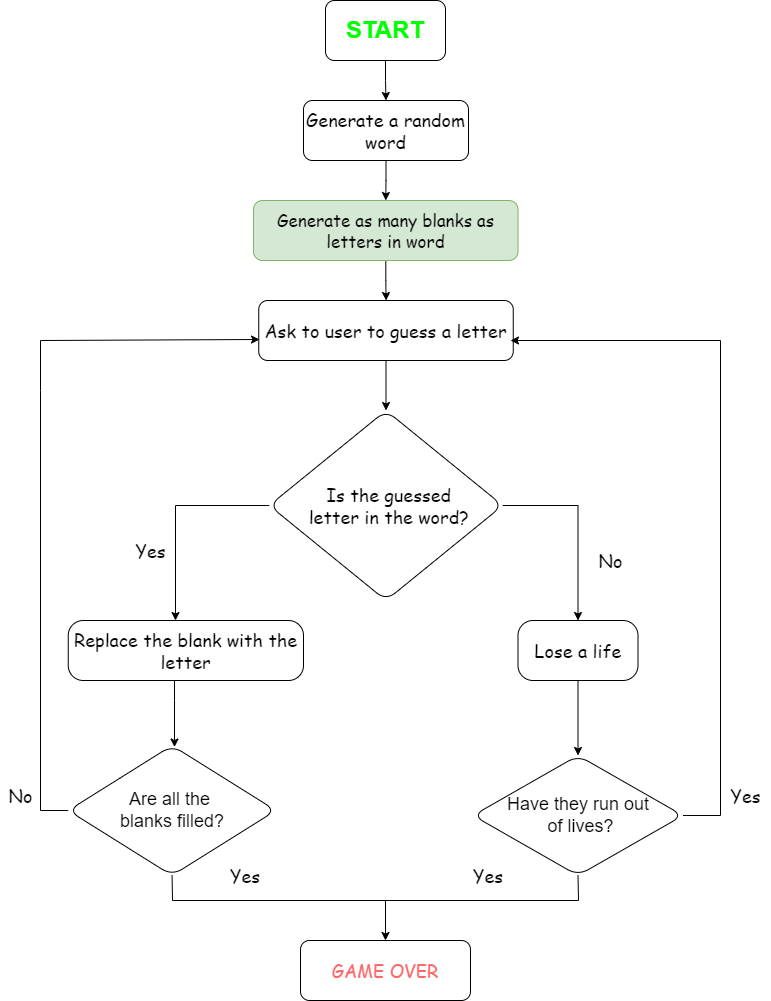 START
Generate a random
word
Generate as many blanks as
letters in word
Ask to user to guess a letter
Is the guessed
letter in the word?
Yes
No
Replace the blank with the
letter
Lose a life
Are all the
blanks filled?
Have they run out
of lives?
No
Yes
Yes
Yes
GAME OVER